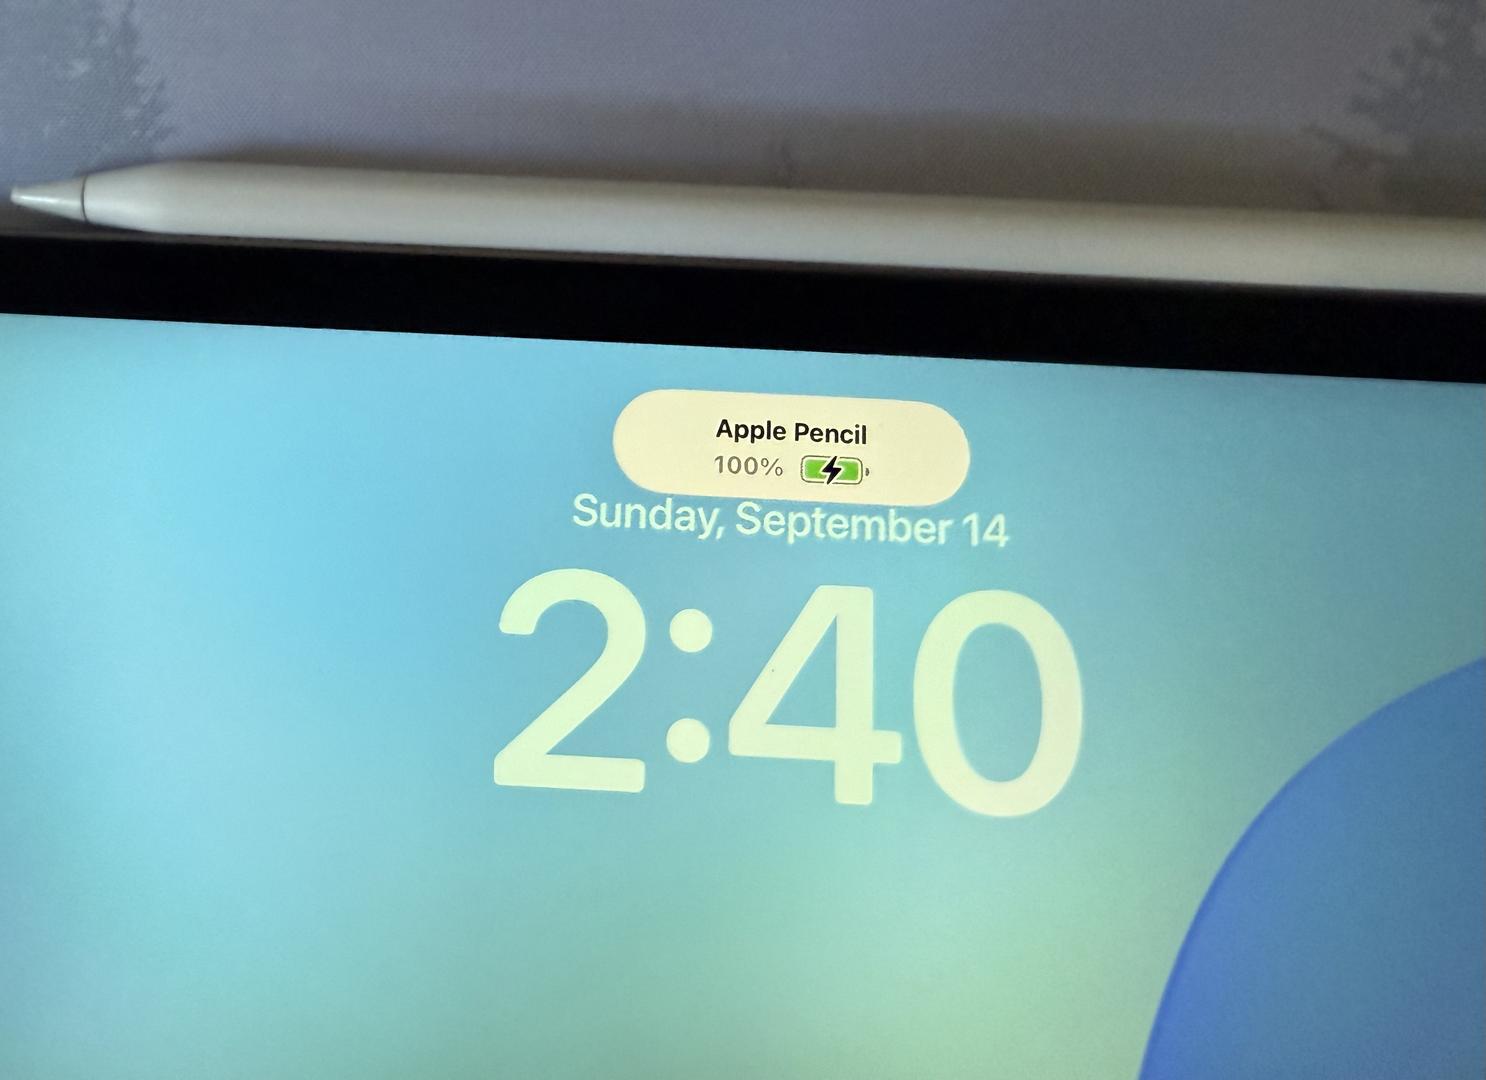 Apple Pencil
100%
Sunday, September 14
2:40